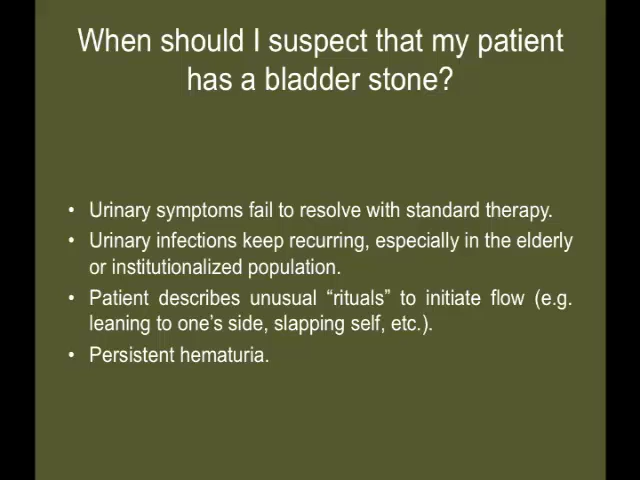 When should I suspect that my patient
has a bladder stone?
• Urinary symptoms fail to resolve with standard therapy.
• Urinary infections keep recurring, especially in the elderly
or institutionalized population.
• Patient describes unusual “rituals” to initiate flow (e.g.
leaning to one’s side, slapping self, etc.).
• Persistent hematuria.